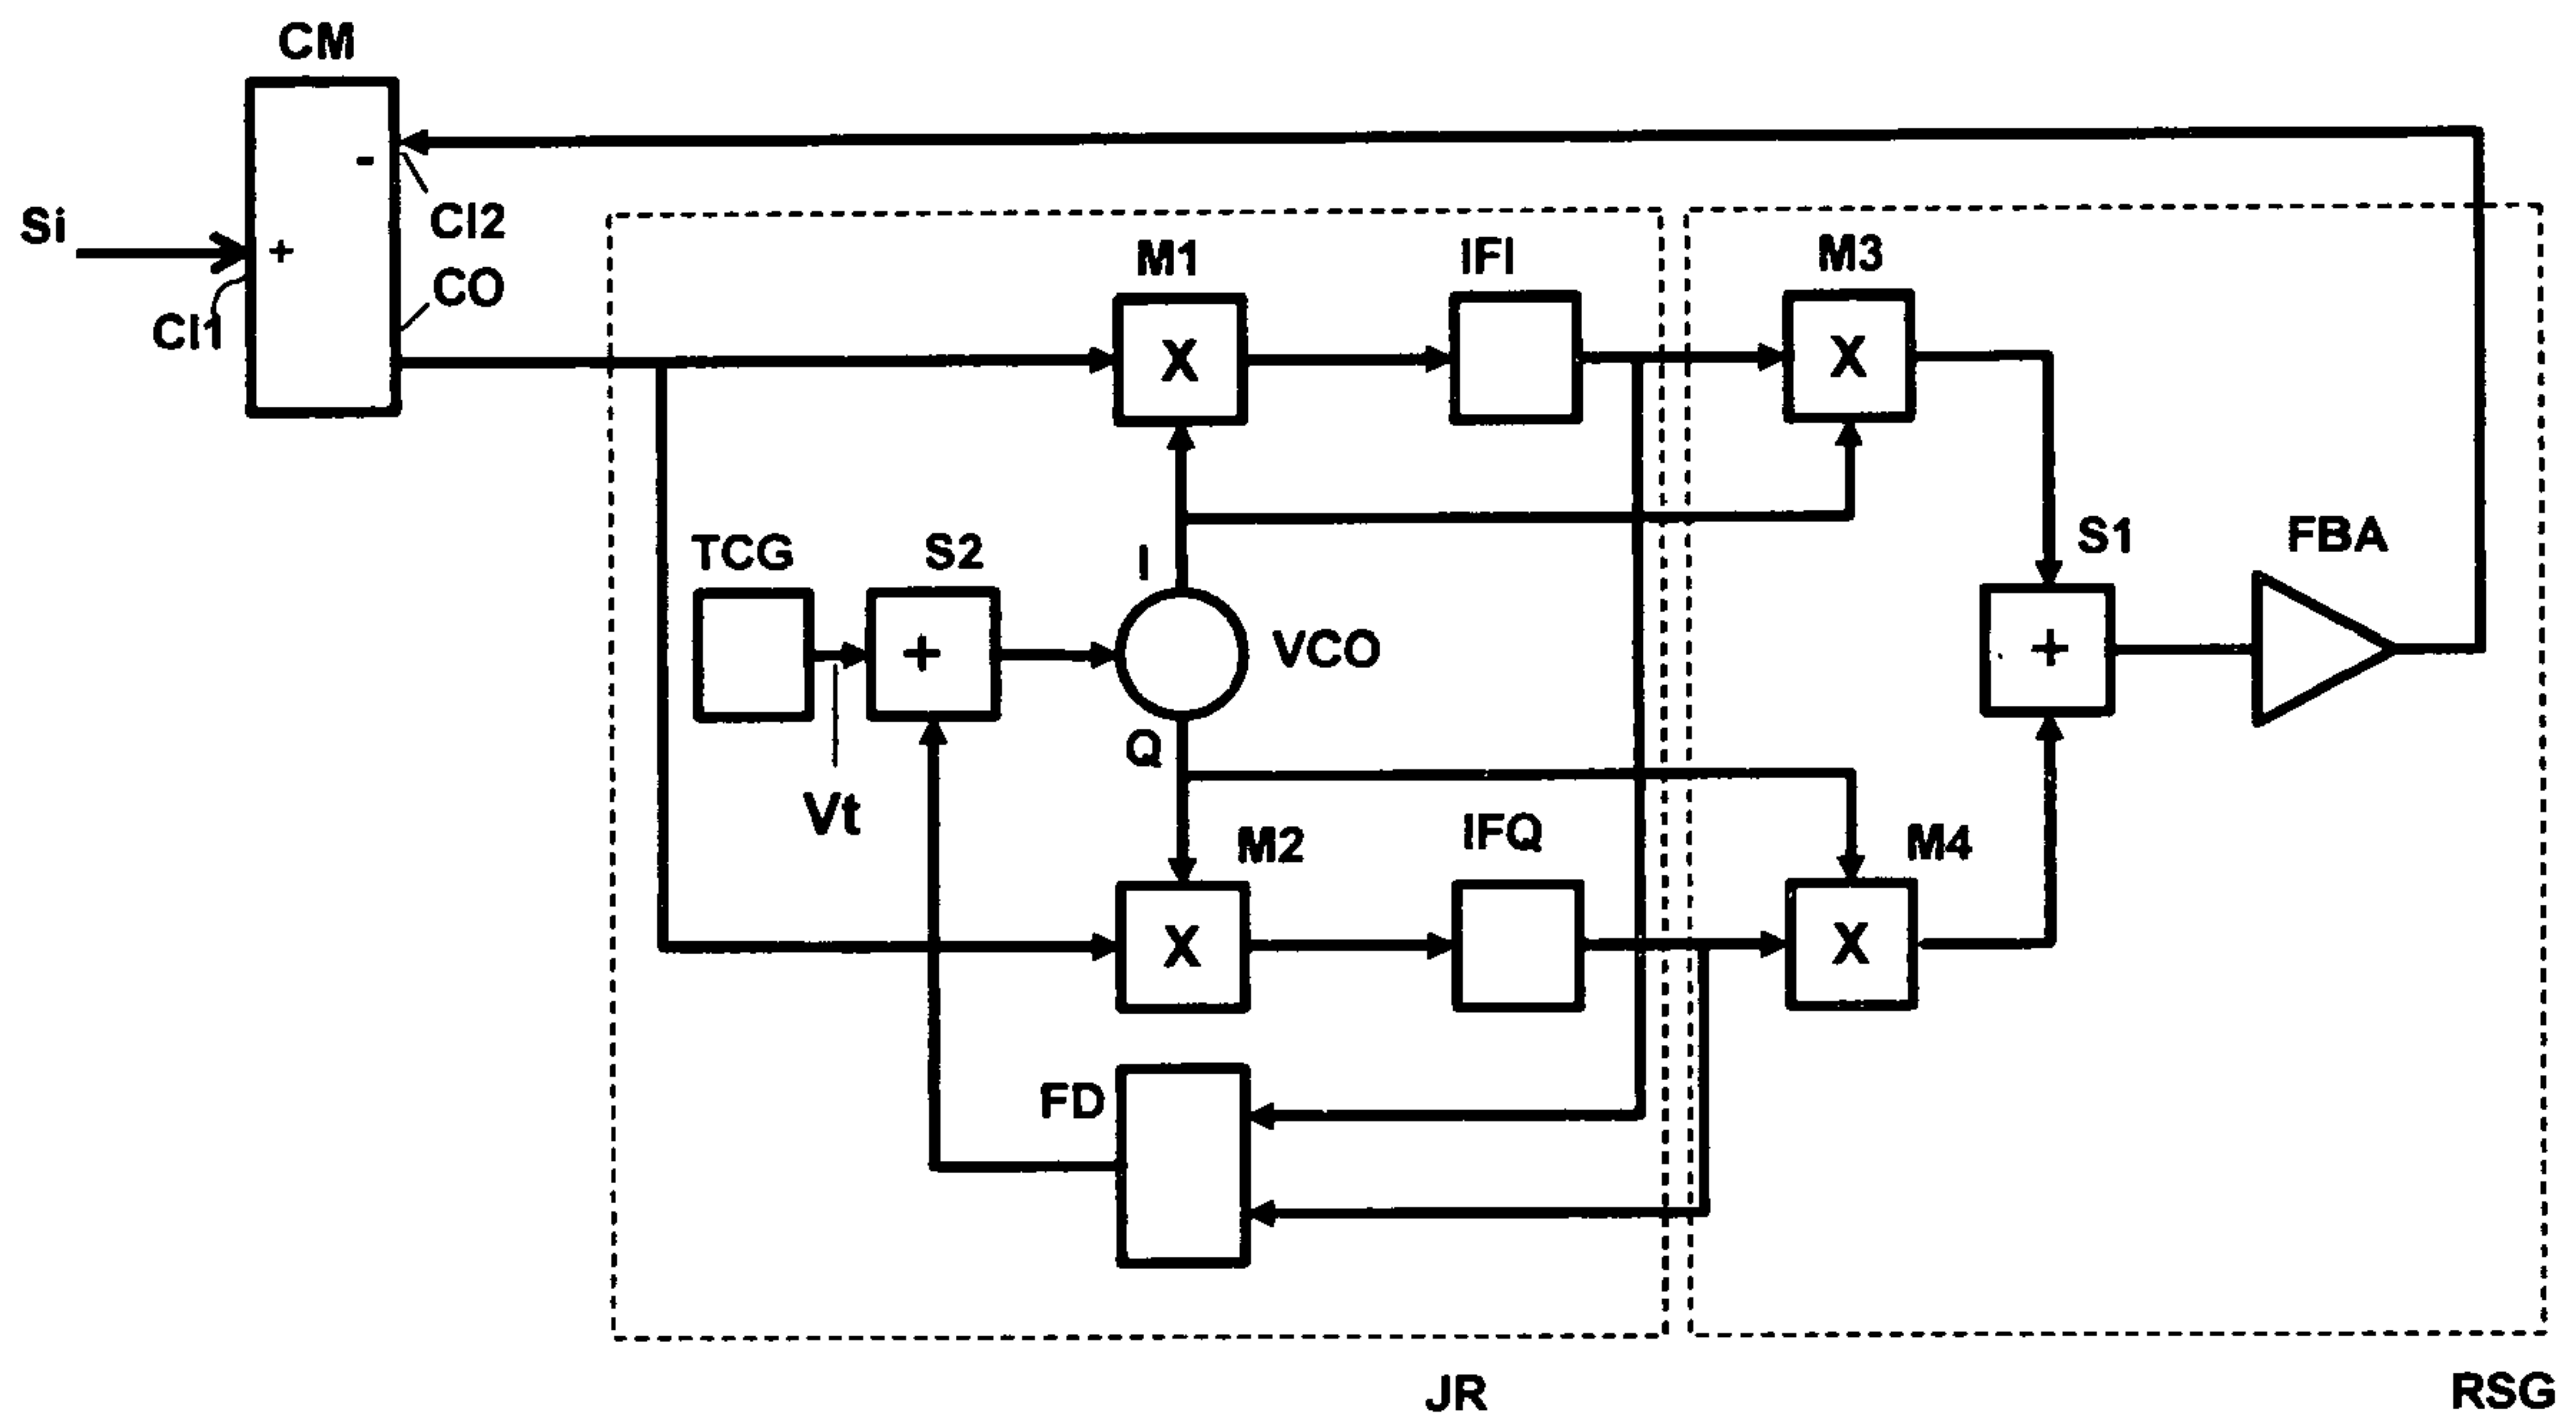 CM
-
Si
+
CI2
CO
CI1
M1
IFI
M3
X
X
TCG
S2
I
VCO
S1
FBA
+
+
Vt
Q
M2
IFQ
M4
X
X
FD
JR
RSG